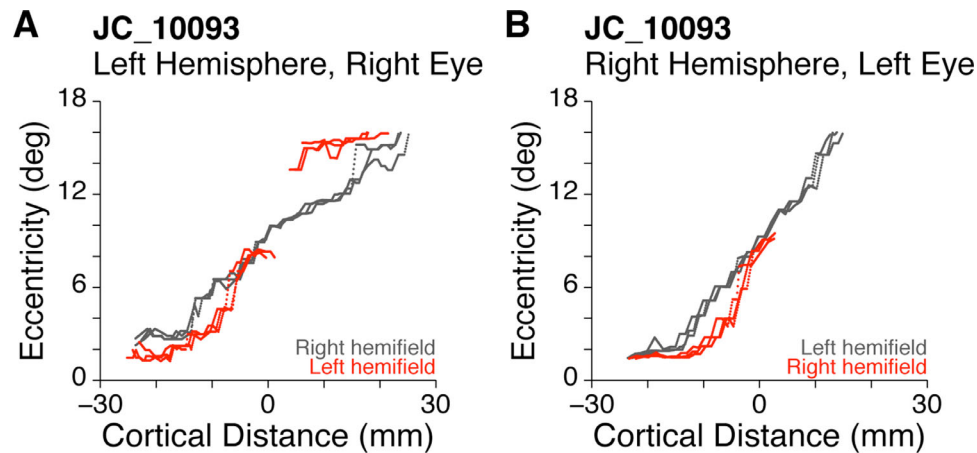 A JC_10093
Left Hemisphere, Right Eye
18
12
6
0
Eccentricity (deg)
Right hemifield
Left hemifield
−30 0 30
Cortical Distance (mm)
B JC_10093
Right Hemisphere, Left Eye
18
12
6
0
Eccentricity (deg)
Left hemifield
Right hemifield
−30 0 30
Cortical Distance (mm)